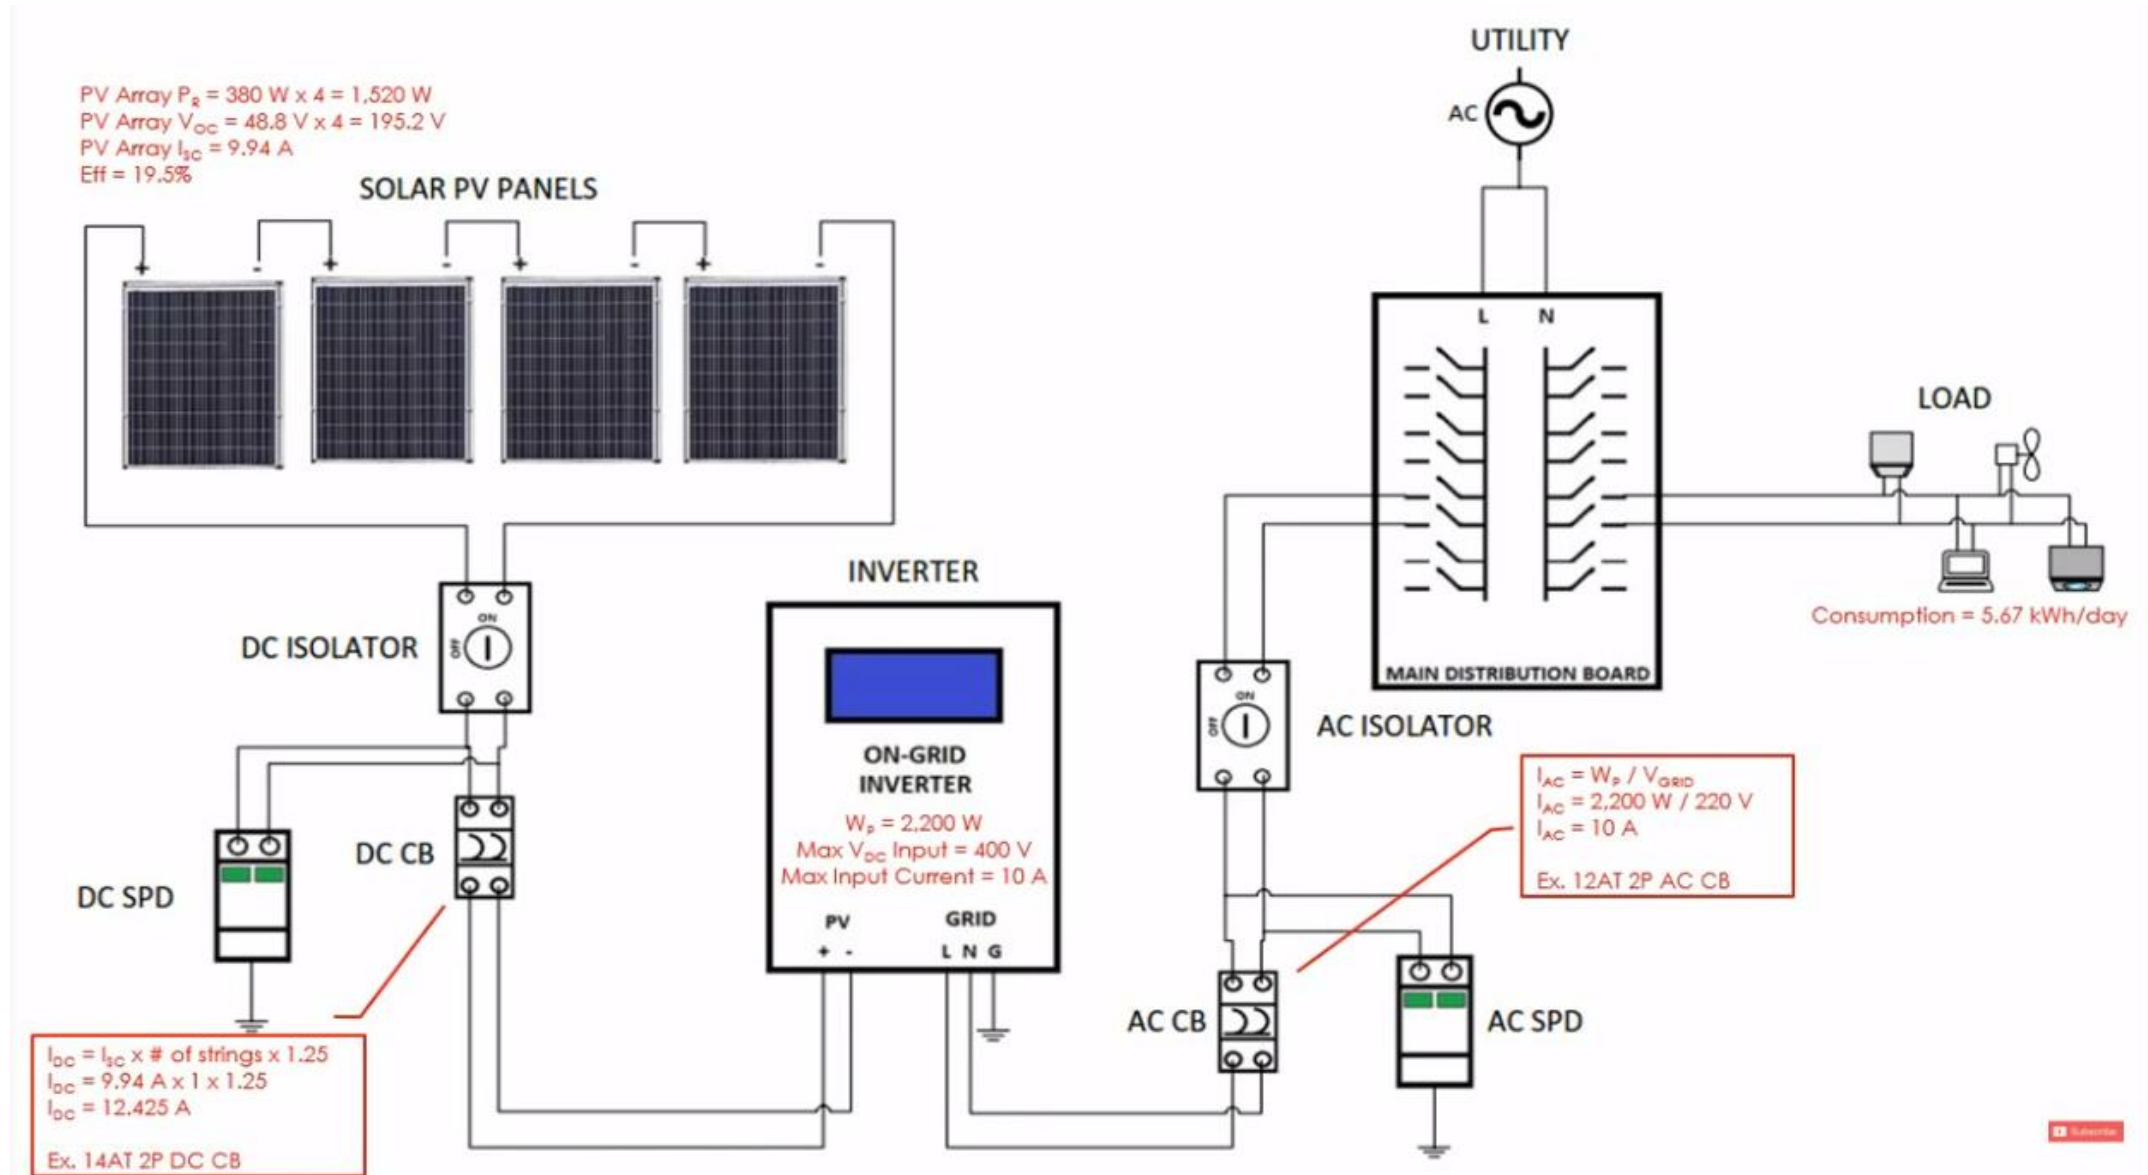 UTILITY
AC
PV Array PR = 380 W x 4 = 1,520 W
PV Array VOC = 48.8 V x 4 = 195.2 V
PV Array ISC = 9.94 A
Eff = 19.5%
SOLAR PV PANELS
+ - + - + - + -
L N
LOAD
Consumption = 5.67 kWh/day
MAIN DISTRIBUTION BOARD
DC ISOLATOR
ON
OFF
INVERTER
ON-GRID
INVERTER
WP = 2,200 W
Max VDC Input = 400 V
Max Input Current = 10 A
PV GRID
+ - L N G
ON
OFF
AC ISOLATOR
IAC = WP / VGRID
IAC = 2,200 W / 220 V
IAC = 10 A
Ex. 12AT 2P AC CB
DC CB
DC SPD
AC CB
AC SPD
IDC = ISC x # of strings x 1.25
IDC = 9.94 A x 1 x 1.25
IDC = 12.425 A
Ex. 14AT 2P DC CB
Subscribe